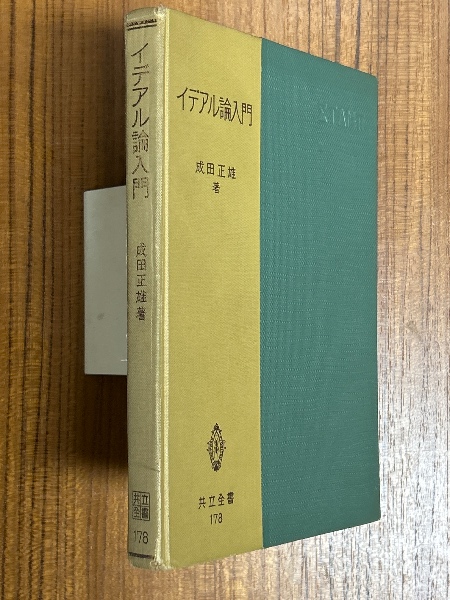 イデアル論入門
成田正雄著
共立
全書
178
イデアル論入門
成田正雄
著
共立全書
178